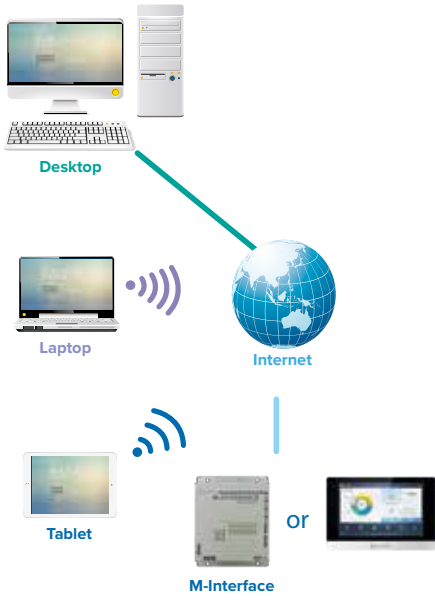 Desktop
Laptop
Internet
Tablet
or
M-Interface